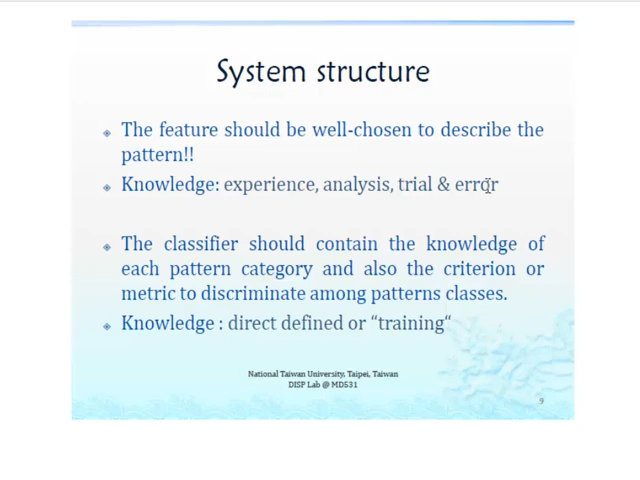 System structure
The feature should be well-chosen to describe the
pattern!!
Knowledge: experience, analysis, trial & error
The classifier should contain the knowledge of
each pattern category and also the criterion or
metric to discriminate among patterns classes.
Knowledge : direct defined or “training“
National Taiwan University, Taipei, Taiwan
DISP Lab @ MD531
9